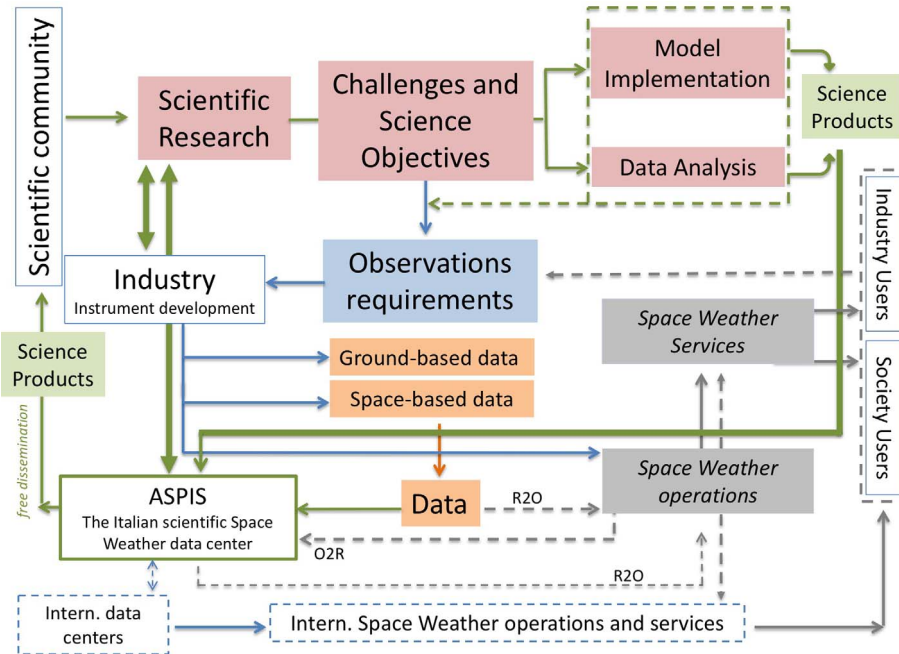 Scientific community
Scientific
Research
Challenges and
Science
Objectives
Model
Implementation
Data Analysis
Science
Products
Industry Users
Society Users
Industry
Instrument development
Observations
requirements
Space Weather
Services
Ground-based data
Space-based data
Science
Products
free dissemination
Space Weather
operations
ASPIS
The Italian scientific Space
Weather data center
Data
R2O
O2R
R2O
Intern. data
centers
Intern. Space Weather operations and services